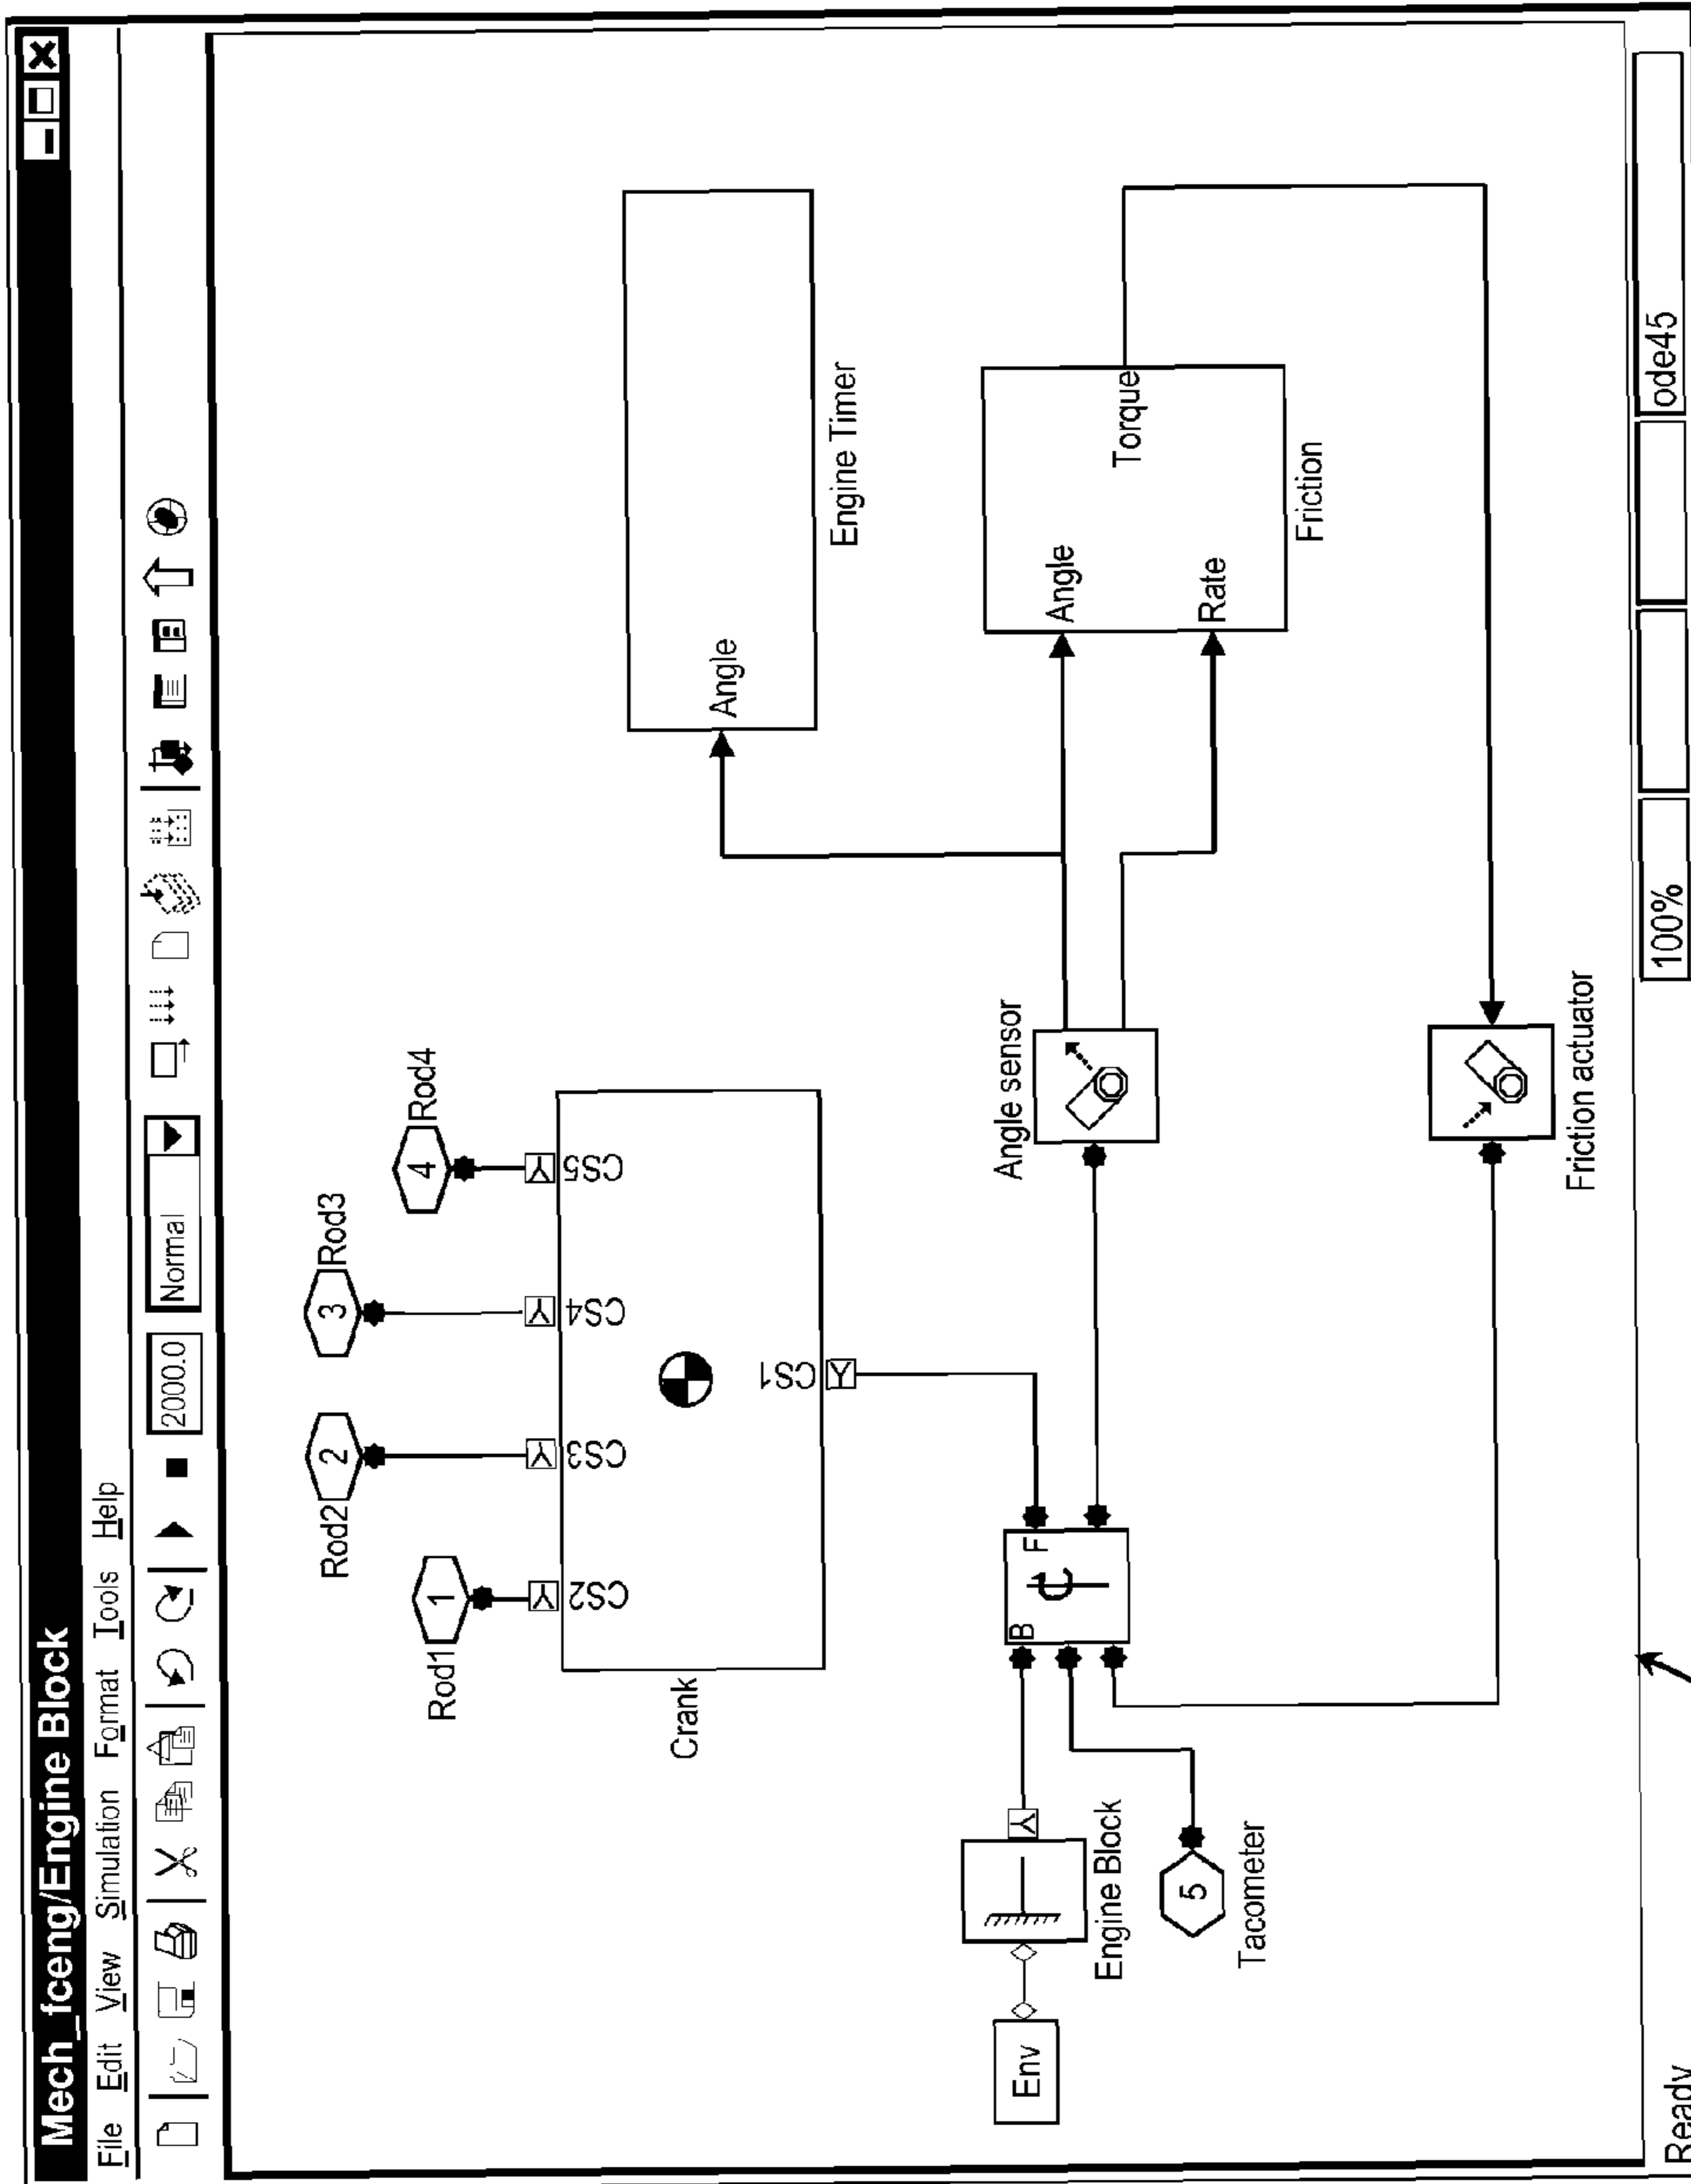 Mech_fceng/Engine Block
File Edit View Simulation Format Tools Help
2000.0 Normal
Rod1
1
Rod2
2
3
Rod3
4
Rod4
CS2
CS3
CS4
CS5
Crank
CS1
Angle
Engine Timer
Env
Engine Block
B
F
Angle sensor
Angle
Rate
Torque
Friction
5
Tacometer
Friction actuator
Ready
100%
ode45